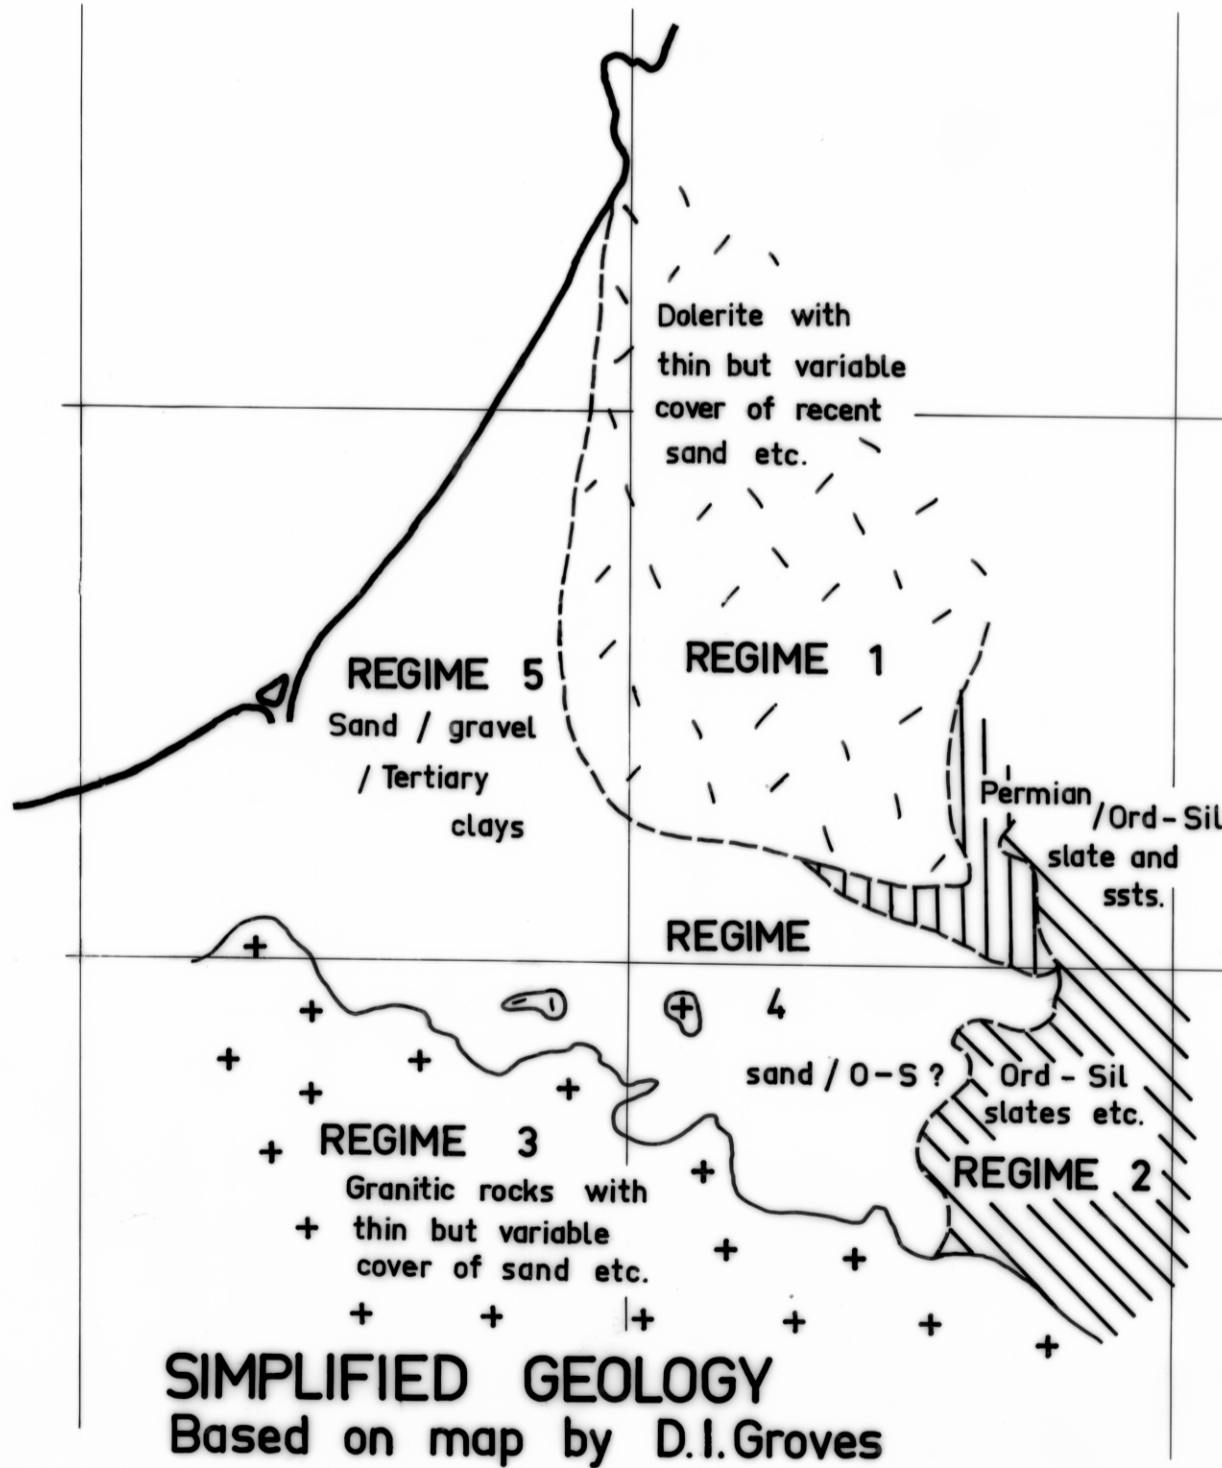 Dolerite with
thin but variable
cover of recent
sand etc.
REGIME 5
Sand / gravel
/ Tertiary
clays
REGIME 1
Permian /Ord-Sil
slate and
ssts.
REGIME
4
sand / O-S ?
Ord - Sil
slates etc.
REGIME 2
REGIME 3
Granitic rocks with
thin but variable
cover of sand etc.
SIMPLIFIED GEOLOGY
Based on map by D.I.Groves